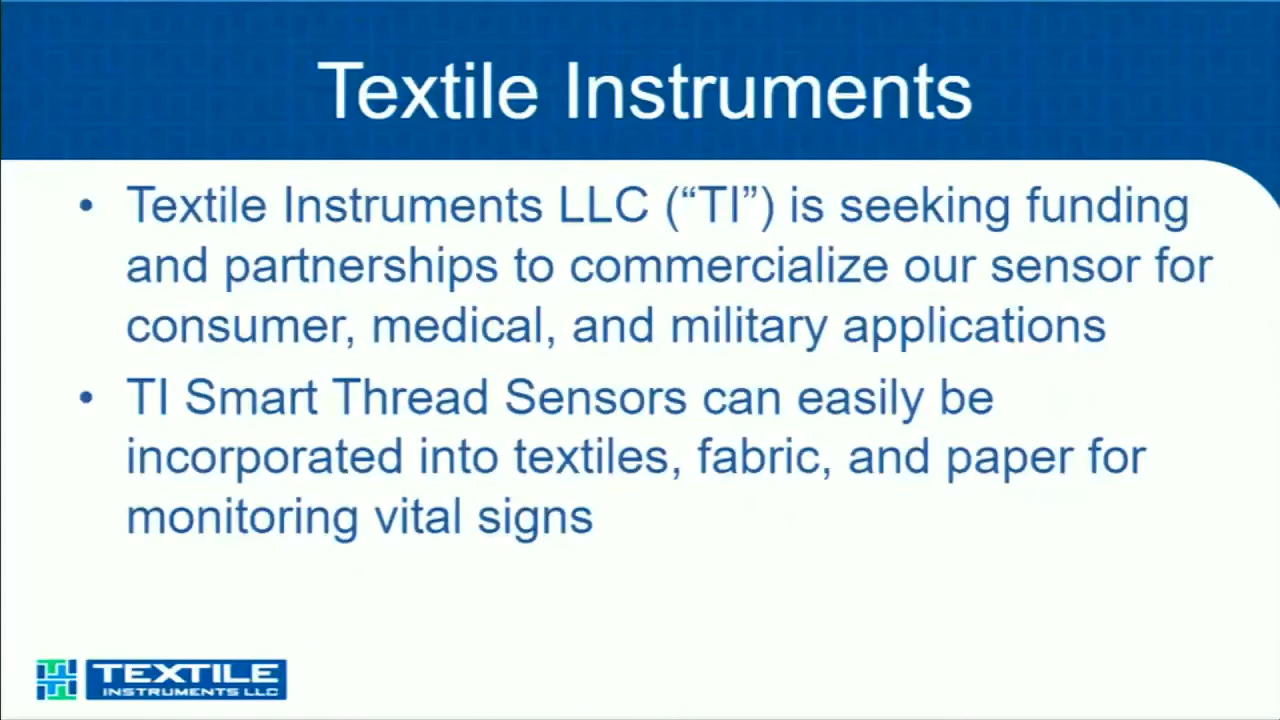 Textile Instruments
• Textile Instruments LLC (“TI”) is seeking funding
and partnerships to commercialize our sensor for
consumer, medical, and military applications
• TI Smart Thread Sensors can easily be
incorporated into textiles, fabric, and paper for
monitoring vital signs
TEXTILE
INSTRUMENTS LLC